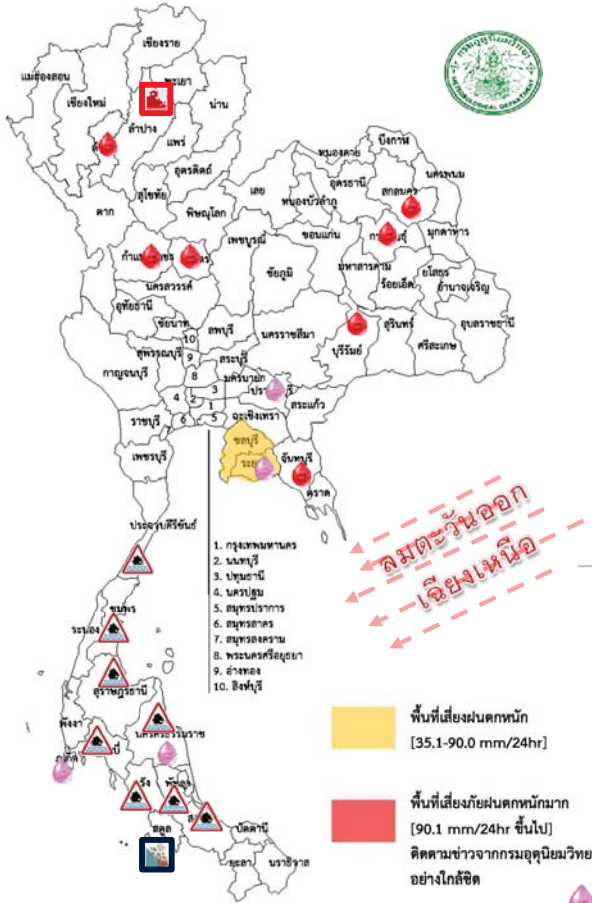 กรมอุตุนิยมวิทยา
METEOROLOGICAL DEPARTMENT
เชียงราย
แม่ฮ่องสอน
พะเยา
เชียงใหม่
น่าน
ลำปาง
แพร่
อุตรดิตถ์
สุโขทัย
ตาก
พิษณุโลก
เลย
หนองคาย
บึงกาฬ
อุดรธานี
หนองบัวลำภู
สกลนคร
นครพนม
เพชรบูรณ์
ขอนแก่น
มุกดาหาร
ชัยภูมิ
มหาสารคาม
ร้อยเอ็ด
ยโสธร
อำนาจเจริญ
นครสวรรค์
อุทัยธานี
ชัยนาท
10
ลพบุรี
นครราชสีมา
บุรีรัมย์
สุรินทร์
ศรีสะเกษ
อุบลราชธานี
สุพรรณบุรี
9
สระบุรี
กาญจนบุรี
8
นครนายก
3
4
2
1
สระแก้ว
ราชบุรี
6
5
ฉะเชิงเทรา
ชลบุรี
เพชรบุรี
จันทบุรี
ตราด
ประจวบคีรีขันธ์
ลมตะวันออก
เฉียงเหนือ
1. กรุงเทพมหานคร
2. นนทบุรี
3. ปทุมธานี
4. นครปฐม
5. สมุทรปราการ
6. สมุทรสาคร
7. สมุทรสงคราม
8. พระนครศรีอยุธยา
9. อ่างทอง
10. สิงห์บุรี
ชุมพร
ระนอง
สุราษฎร์ธานี
พังงา
นครศรีธรรมราช
สตูล
ปัตตานี
ยะลา
นราธิวาส
พื้นที่เสี่ยงฝนตกหนัก
[35.1-90.0 mm/24hr]
พื้นที่เสี่ยงภัยฝนตกหนักมาก
[90.1 mm/24hr ขึ้นไป]
ติดตามข่าวจากกรมอุตุนิยมวิทย
อย่างใกล้ชิด